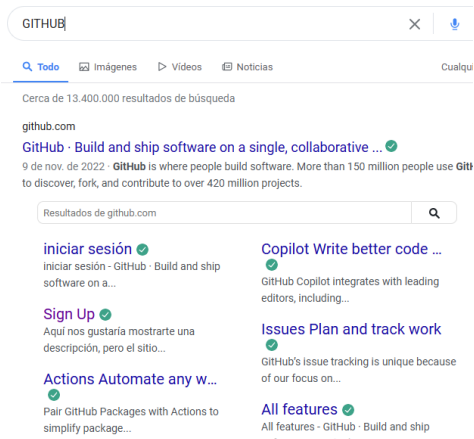 GITHUB
Todo Imágenes Vídeos Noticias
Cerca de 13.400.000 resultados de búsqueda
github.com
GitHub · Build and ship software on a single, collaborative ...
9 de nov. de 2022 · GitHub is where people build software. More than 150 million people use
to discover, fork, and contribute to over 420 million projects.
Resultados de github.com
iniciar sesión
iniciar sesión - GitHub · Build and ship
software on a...
Sign Up
Aquí nos gustaría mostrarte una
descripción, pero el sitio...
Actions Automate any w...
Pair GitHub Packages with Actions to
simplify package...
Copilot Write better code ...
GitHub Copilot integrates with leading
editors, including...
Issues Plan and track work
GitHub's issue tracking is unique because
of our focus on...
All features
All features - GitHub · Build and ship